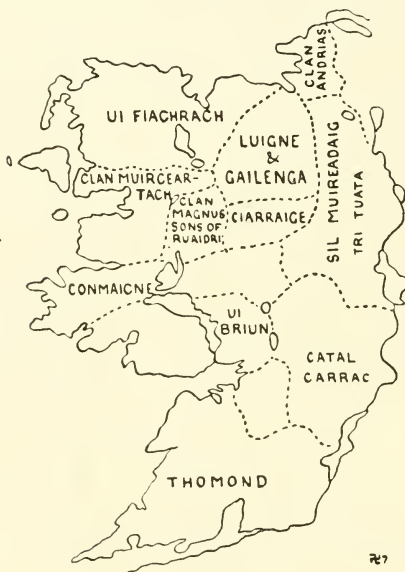 CLAN
ANDRIAS
UI FIACHRACH
LUIGNE
&
GAILENGA
CLAN MUIRCEAR-
TACH
CLAN
MAGNUS
SONS OF
RUAIDRI
CIARRAIGE
SIL MUIREADAIG
TRI TUATA
CONMAIGNE
UI
BRIUN
CATAL
CARRAC
THOMOND